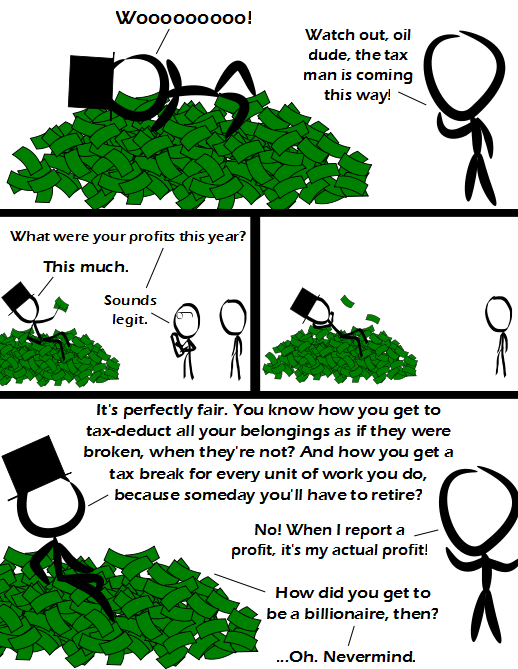 Wooooooooo!
Watch out, oil
dude, the tax
man is coming
this way!
What were your profits this year?
This much.
Sounds
legit.
It's perfectly fair. You know how you get to
tax-deduct all your belongings as if they were
broken, when they're not? And how you get a
tax break for every unit of work you do,
because someday you'll have to retire?
No! When I report a
profit, it's my actual profit!
How did you get to
be a billionaire, then?
...Oh. Nevermind.